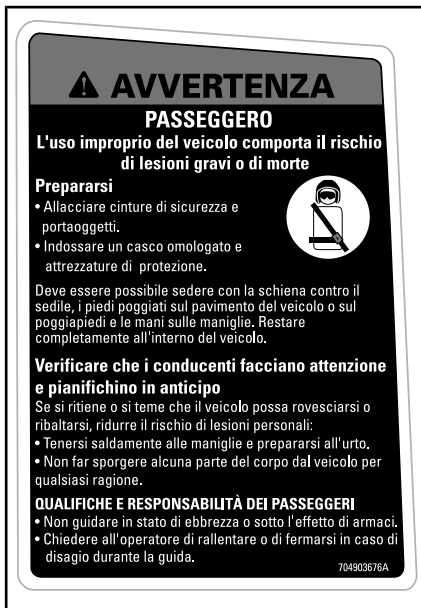 AVVERTENZA
PASSEGGERO
L'uso improprio del veicolo comporta il rischio
di lesioni gravi o di morte
Prepararsi
• Allacciare cinture di sicurezza e
portaoggetti.
• Indossare un casco omologato e
attrezzature di protezione.
Deve essere possibile sedere con la schiena contro il
sedile, i piedi poggiati sul pavimento del veicolo o sul
poggiapiedi e le mani sulle maniglie. Restare
completamente all'interno del veicolo.
Verificare che i conducenti facciano attenzione
e pianifichino in anticipo
Se si ritiene o si teme che il veicolo possa rovesciarsi o
ribaltarsi, ridurre il rischio di lesioni personali:
• Tenersi saldamente alle maniglie e prepararsi all'urto.
• Non far sporgere alcuna parte del corpo dal veicolo per
qualsiasi ragione.
QUALIFICHE E RESPONSABILITÀ DEI PASSEGGERI
• Non guidare in stato di ebbrezza o sotto l'effetto di armaci.
• Chiedere all'operatore di rallentare o di fermarsi in caso di
disagio durante la guida.
704903676A